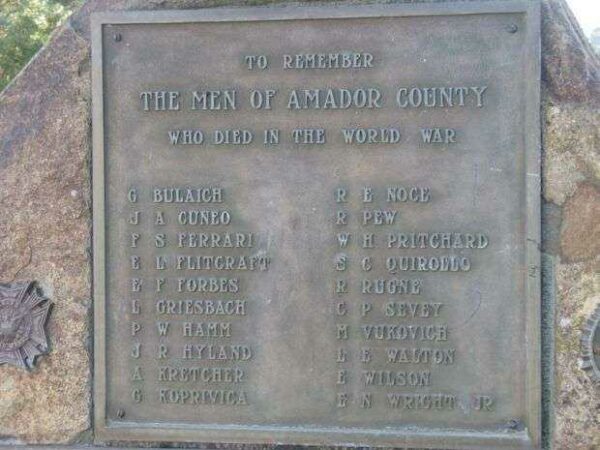 TO REMEMBER
THE MEN OF AMADOR COUNTY
WHO DIED IN THE WORLD WAR
G BULAICH
J A CUNEO
F S FERRARI
E L FLITCRAFT
E F FORBES
L GRIESBACH
P W HAMM
J R HYLAND
A KRETCHER
G KOPRIVICA
R E NOCE
R PEW
W H PRITCHARD
S C QUIROLLO
R RUGNE
C P SEVEY
M VUKOVICH
L E WALTON
E WILSON
E N WRIGHT JR